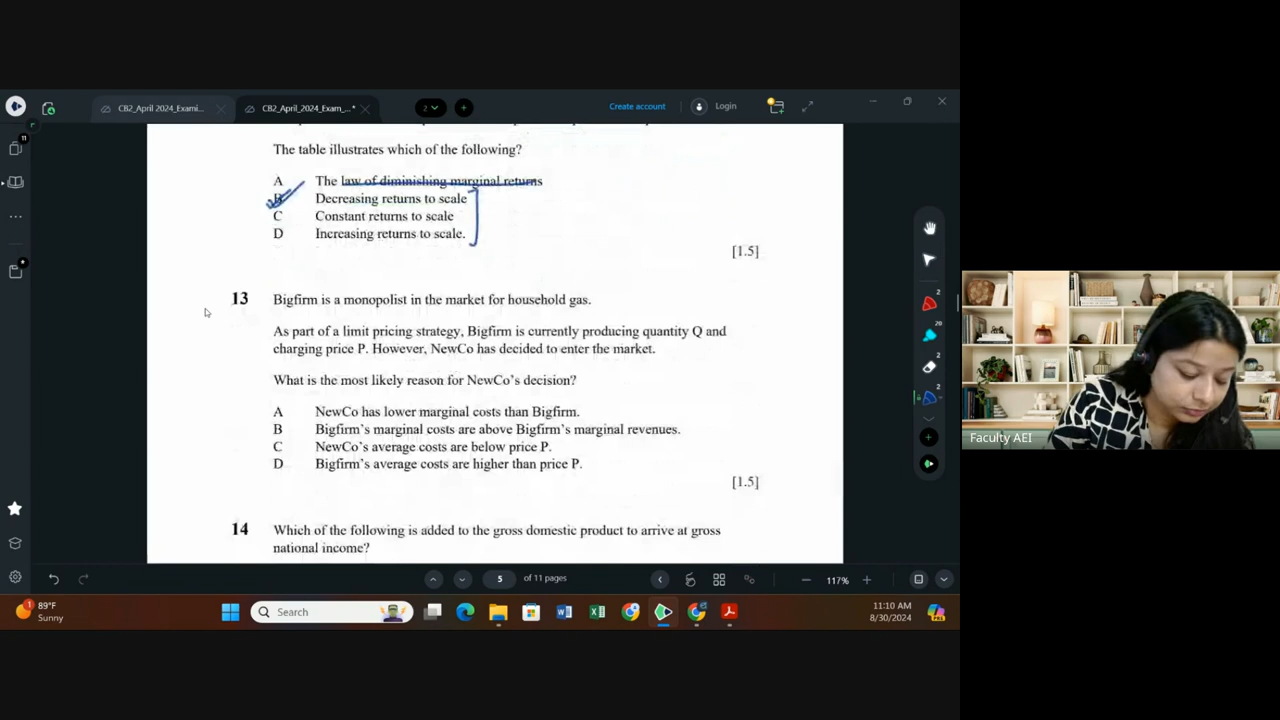 CB2_April 2024_Exami...
CB2_April_2024_Exam_...*
2
Create account
Login
11
The table illustrates which of the following?
A The law of diminishing marginal returns
B Decreasing returns to scale
C Constant returns to scale
D Increasing returns to scale.
[1.5]
13 Bigfirm is a monopolist in the market for household gas.
As part of a limit pricing strategy, Bigfirm is currently producing quantity Q and
charging price P. However, NewCo has decided to enter the market.
What is the most likely reason for NewCo's decision?
A NewCo has lower marginal costs than Bigfirm.
B Bigfirm's marginal costs are above Bigfirm's marginal revenues.
C NewCo's average costs are below price P.
D Bigfirm's average costs are higher than price P.
[1.5]
14 Which of the following is added to the gross domestic product to arrive at gross
national income?
2
20
2
2
Faculty AEI
5 of 11 pages
117%
89°F
Sunny
Search
11:10 AM
8/30/2024